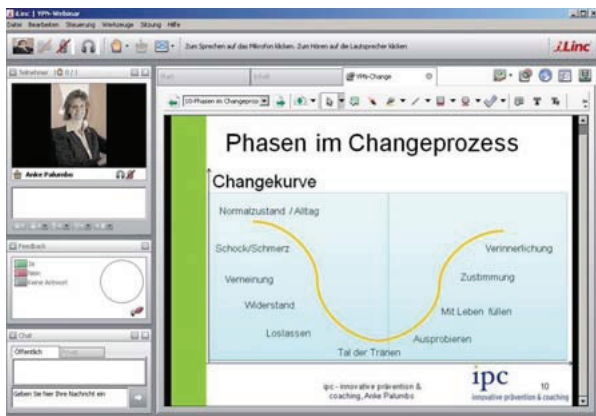 iLinc | YPN-Webinar
Datei Bearbeiten Steuerung Werkzeuge Sitzung Hilfe
Zum Sprechen auf das Mikrofon klicken. Zum Hören auf die Lautsprecher klicken
iLinc
Teilnehmer
Start
Inhalt
YPN-Change
10-Phasen im Changeproz
Anke Palumbo
Feedback
Ja
Nein
Keine Antwort
Chat
Öffentlich
Privat
Geben Sie hier Ihre Nachricht ein
Phasen im Changeprozess
Changekurve
Normalzustand / Alltag
Schock/Schmerz
Verinnerlichung
Verneinung
Zustimmung
Widerstand
Mit Leben füllen
Loslassen
Ausprobieren
Tal der Tränen
ipc - innovative prävention &
coaching, Anke Palumbo
ipc
innovative prävention & coaching
10